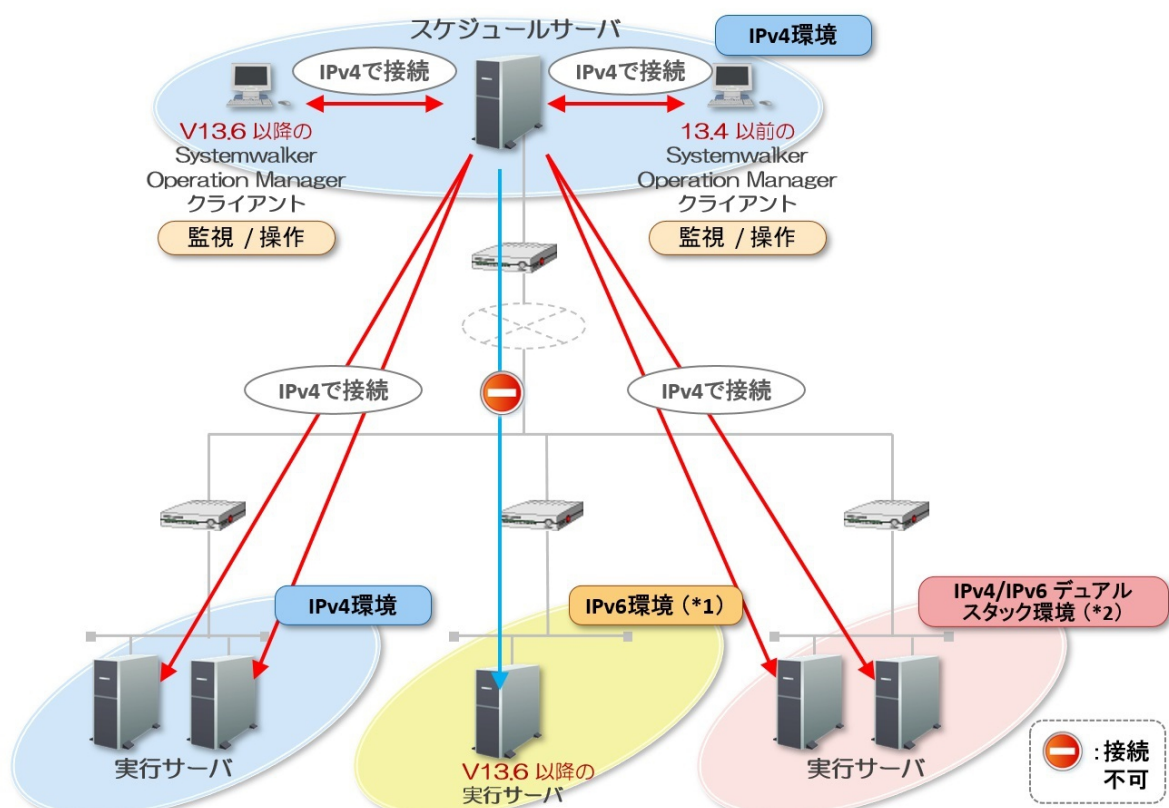 スケジュールサーバ
IPv4環境
IPv4で接続
IPv4で接続
V13.6 以降の
Systemwalker
Operation Manager
クライアント
監視 / 操作
13.4 以前の
Systemwalker
Operation Manager
クライアント
監視 / 操作
IPv4で接続
IPv4で接続
IPv4環境
IPv6環境 (*1)
IPv4/IPv6 デュアル
スタック環境 (*2)
実行サーバ
V13.6 以降の
実行サーバ
実行サーバ
:接続
不可